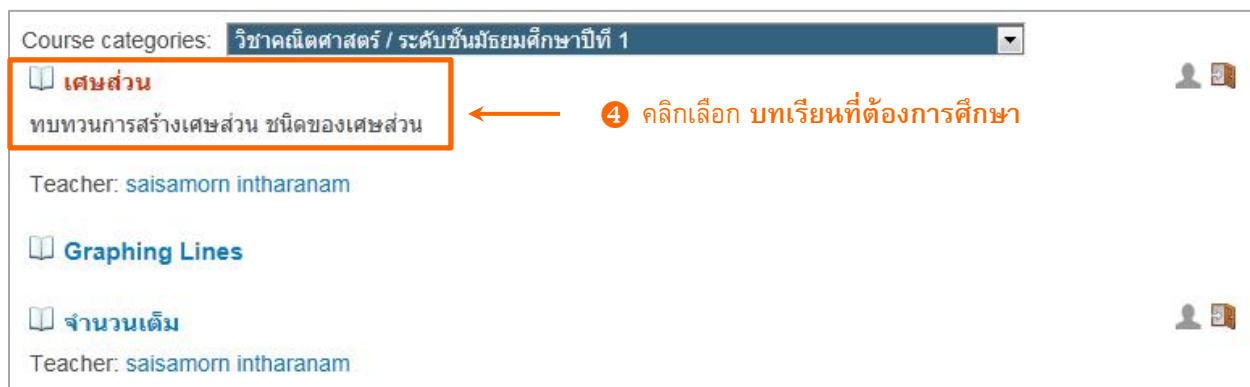 Course categories: วิชาคณิตศาสตร์ / ระดับชั้นมัธยมศึกษาปีที่ 1
เศษส่วน
ทบทวนการสร้างเศษส่วน ชนิดของเศษส่วน
4 คลิกเลือก บทเรียนที่ต้องการศึกษา
Teacher: saisamorn intharanam
Graphing Lines
จำนวนเต็ม
Teacher: saisamorn intharanam